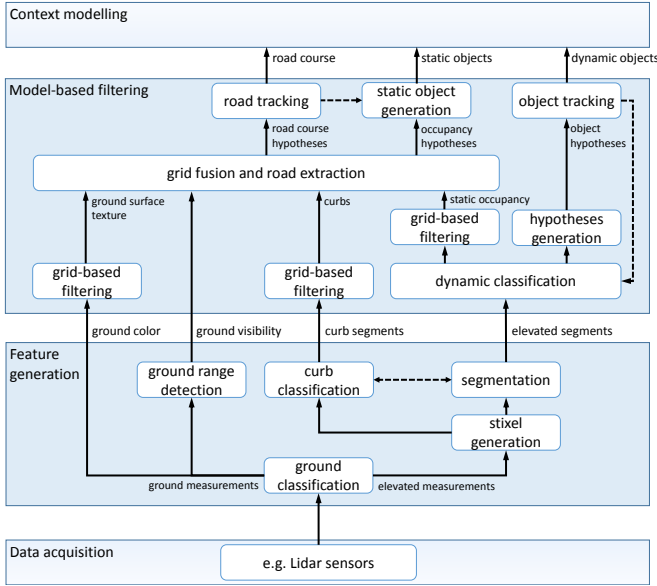 Context modelling
road course
static objects
dynamic objects
Model-based filtering
road tracking
static object
generation
object tracking
road course
hypotheses
occupancy
hypotheses
object
hypotheses
grid fusion and road extraction
ground surface
texture
curbs
static occupancy
grid-based
filtering
hypotheses
generation
grid-based
filtering
grid-based
filtering
dynamic classification
ground color
ground visibility
curb segments
elevated segments
Feature
generation
ground range
detection
curb
classification
segmentation
stixel
generation
ground measurements
ground
classification
elevated measurements
Data acquisition
e.g. Lidar sensors